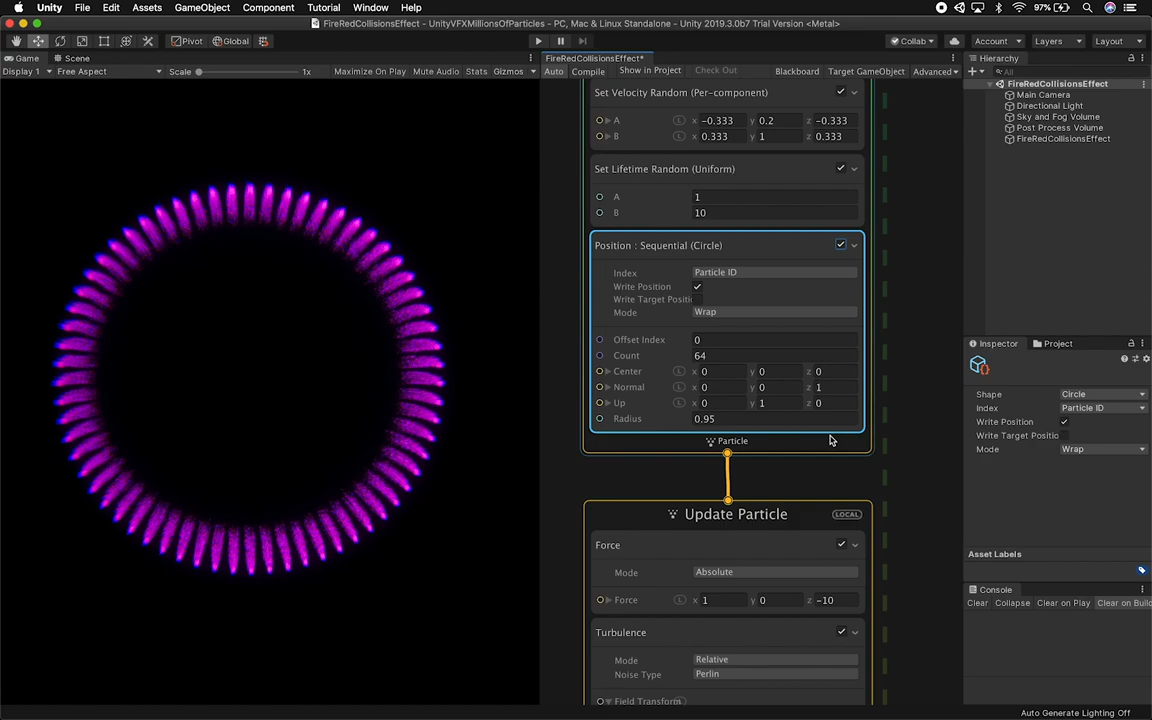 Unity File Edit Assets GameObject Component Tutorial Window Help 97%
FireRedCollisionsEffect - UnityVFXMillionsOfParticles - PC, Mac & Linux Standalone - Unity 2019.3.0b7 Trial Version <Metal>
Pivot Global Collab Account Layers Layout
Game Scene FireRedCollisionsEffect* Hierarchy
Display 1 Free Aspect Scale 1x Maximize On Play Mute Audio Stats Gizmos Auto Compile Show in Project Check Out Blackboard Target GameObject Advanced All
FireRedCollisionsEffect
Main Camera
Directional Light
Sky and Fog Volume
Post Process Volume
FireRedCollisionsEffect
Set Velocity Random (Per-component)
A L x -0.333 y 0.2 z -0.333
B L x 0.333 y 1 z 0.333
Set Lifetime Random (Uniform)
A 1
B 10
Position : Sequential (Circle)
Index Particle ID
Write Position
Write Target Positi
Mode Wrap
Offset Index 0
Count 64
Center L x 0 y 0 z 0
Normal L x 0 y 0 z 1
Up L x 0 y 1 z 0
Radius 0.95
Particle
Update Particle LOCAL
Force
Mode Absolute
Force L x 1 y 0 z -10
Turbulence
Mode Relative
Noise Type Perlin
Field Transform
Inspector Project
Shape Circle
Index Particle ID
Write Position
Write Target Positio
Mode Wrap
Asset Labels
Console
Clear Collapse Clear on Play Clear on Build
Auto Generate Lighting Off